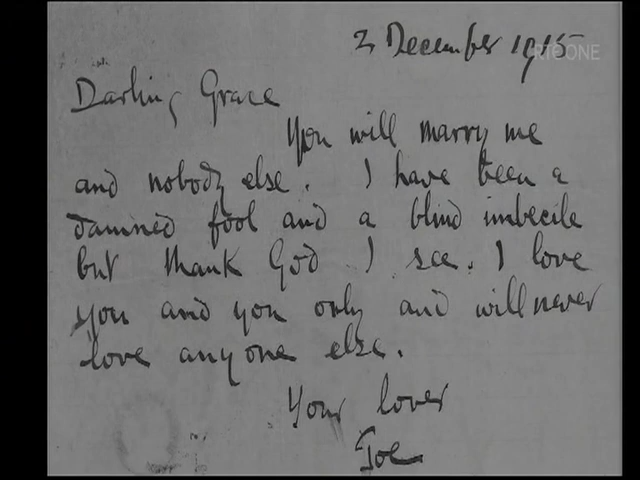 2 December 1915
RTÉ ONE
Darling Grace
You will marry me
and nobody else. I have been a
damned fool and a blind imbecile
but thank God I see. I love
you and you only and will never
love anyone else.
Your lover
Joe